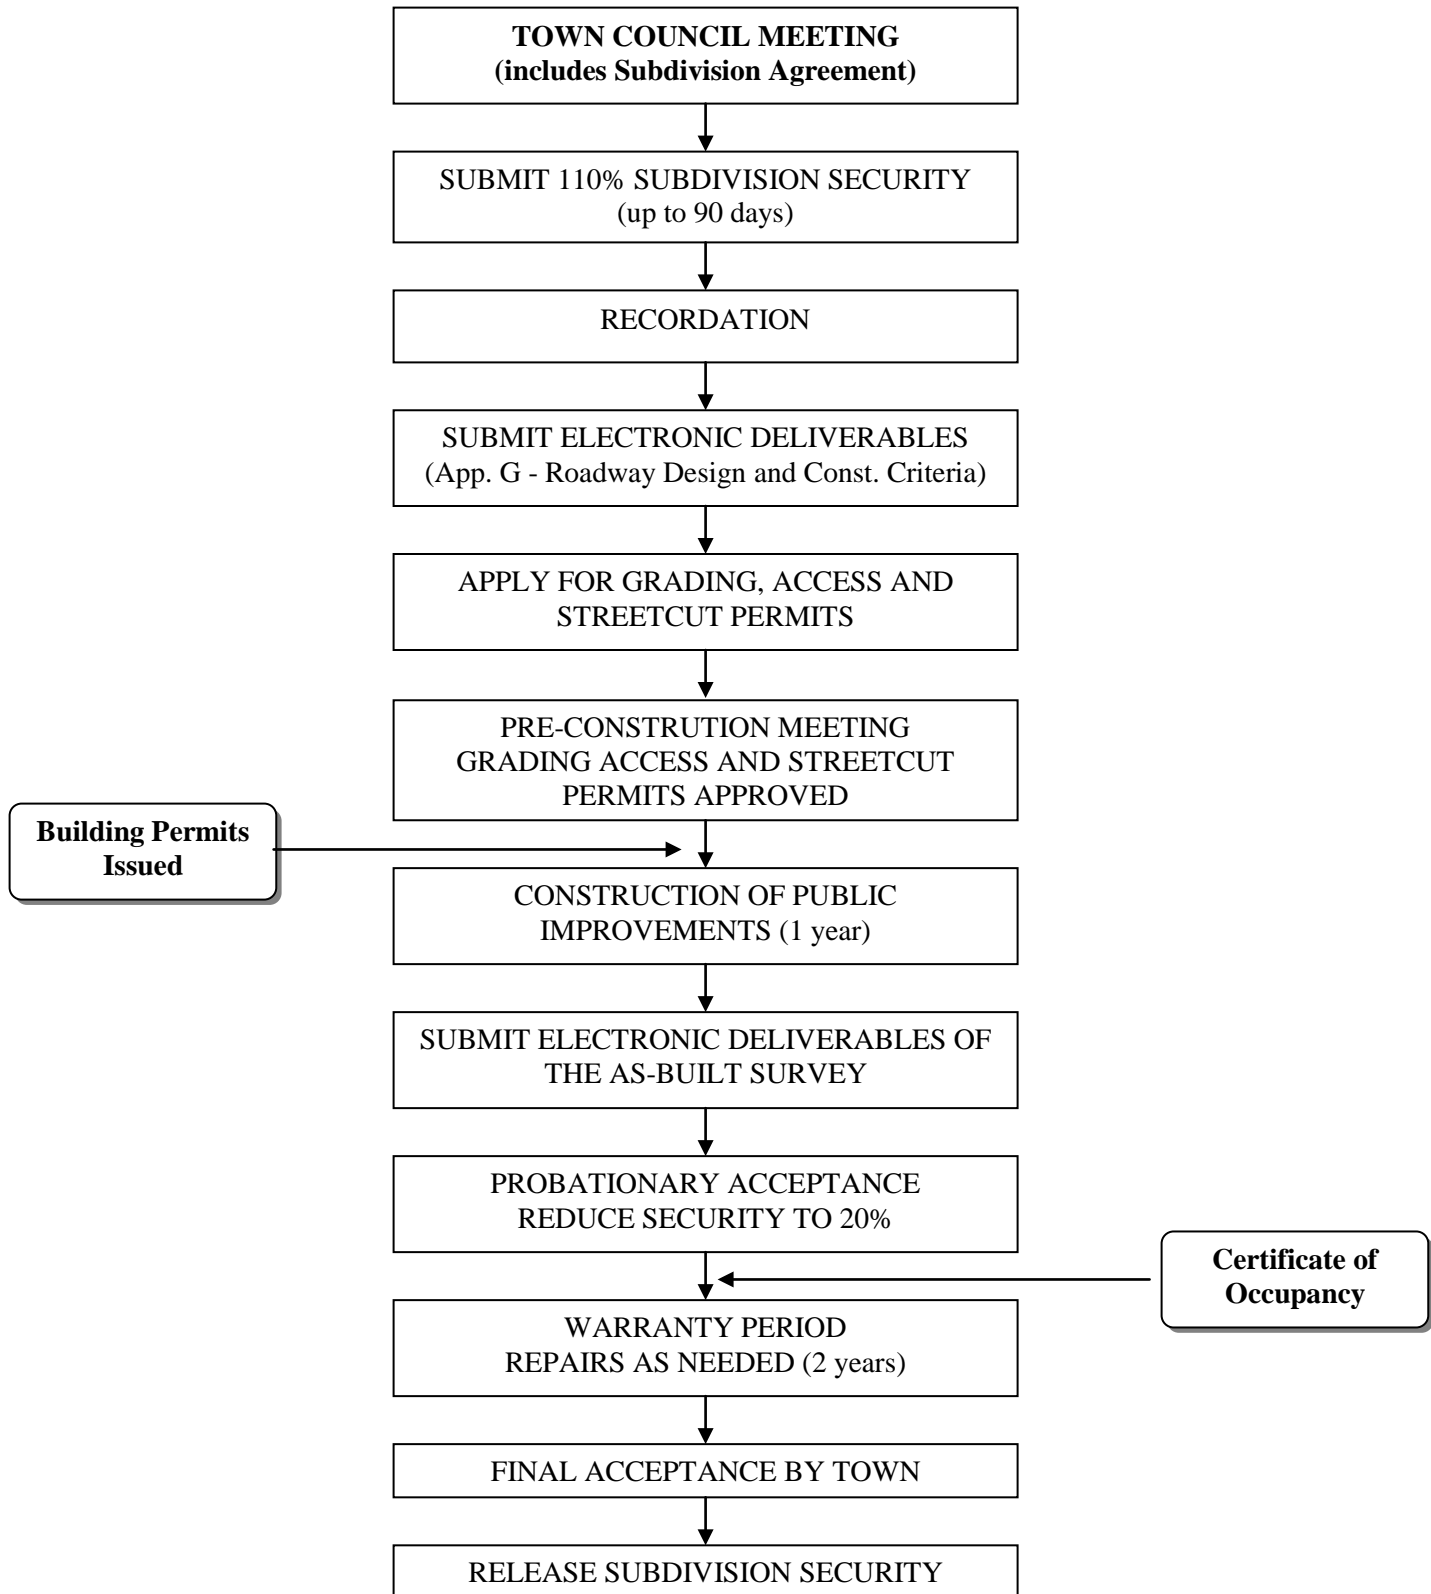 TOWN COUNCIL MEETING
(includes Subdivision Agreement)
SUBMIT 110% SUBDIVISION SECURITY
(up to 90 days)
RECORDATION
SUBMIT ELECTRONIC DELIVERABLES
(App. G - Roadway Design and Const. Criteria)
APPLY FOR GRADING, ACCESS AND
STREETCUT PERMITS
PRE-CONSTRUTION MEETING
GRADING ACCESS AND STREETCUT
PERMITS APPROVED
Building Permits
Issued
CONSTRUCTION OF PUBLIC
IMPROVEMENTS (1 year)
SUBMIT ELECTRONIC DELIVERABLES OF
THE AS-BUILT SURVEY
PROBATIONARY ACCEPTANCE
REDUCE SECURITY TO 20%
Certificate of
Occupancy
WARRANTY PERIOD
REPAIRS AS NEEDED (2 years)
FINAL ACCEPTANCE BY TOWN
RELEASE SUBDIVISION SECURITY